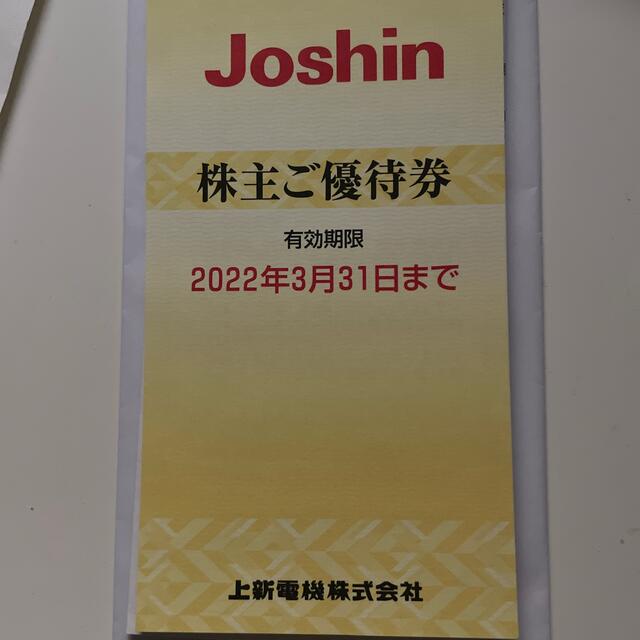 Joshin
株主ご優待券
有効期限
2022年3月31日まで
上新電機株式会社